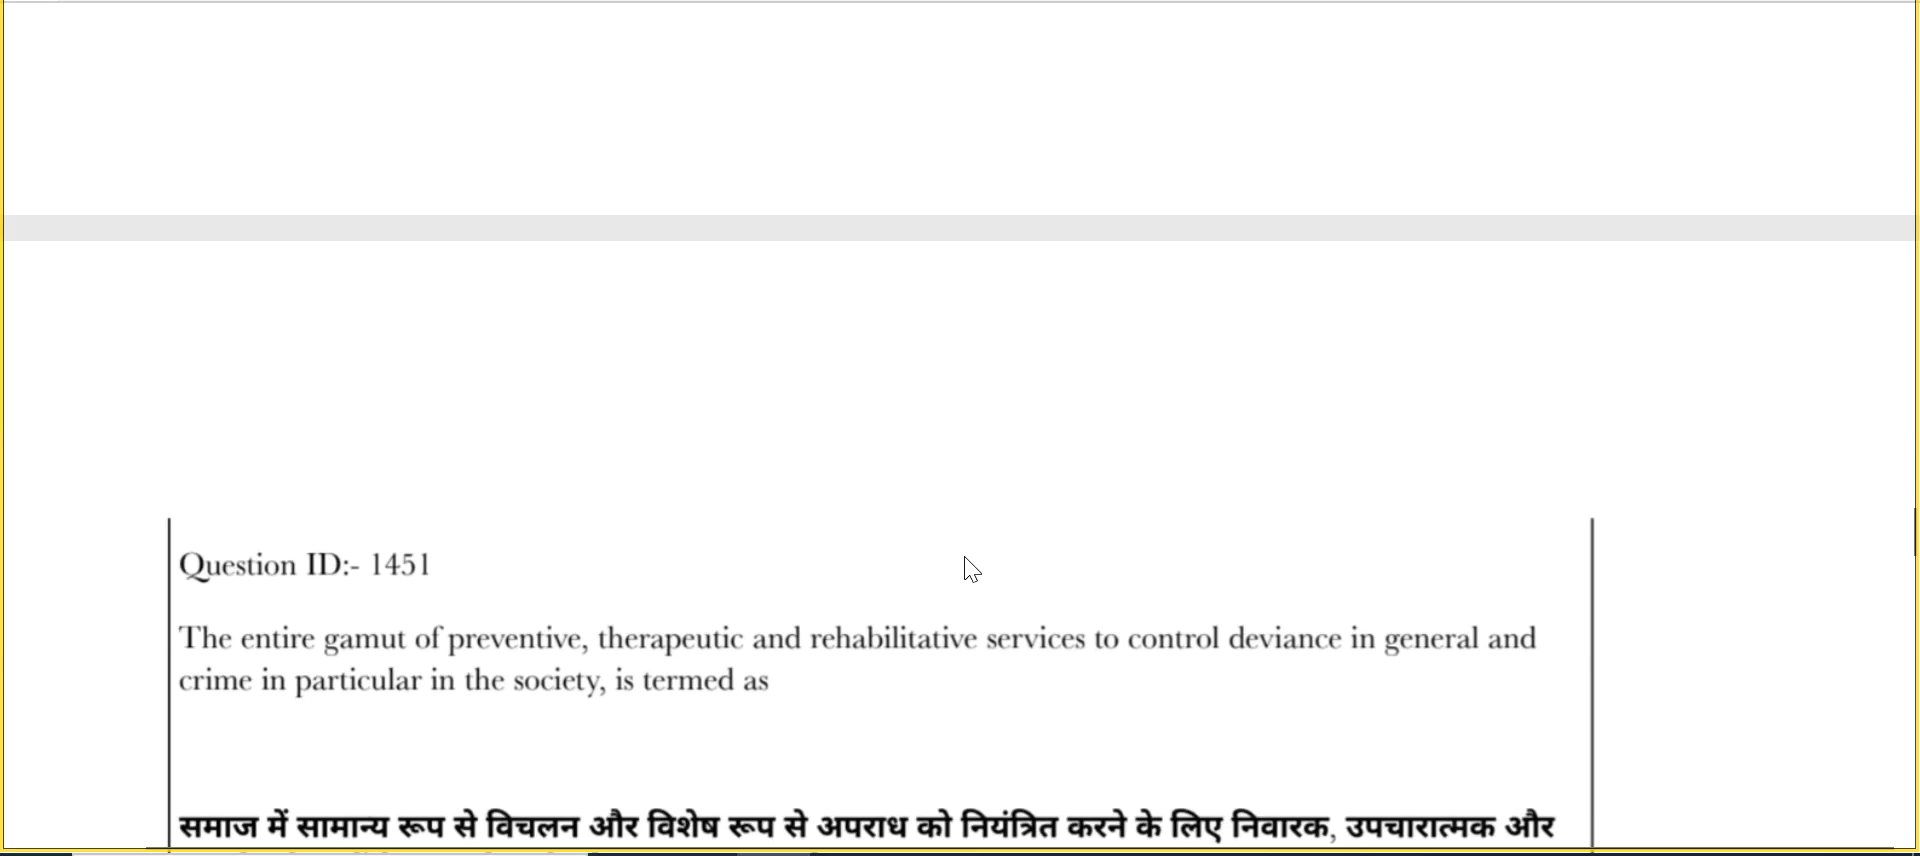 Question ID:- 1451
The entire gamut of preventive, therapeutic and rehabilitative services to control deviance in general and
crime in particular in the society, is termed as
समाज में सामान्य रूप से विचलन और विशेष रूप से अपराध को नियंत्रित करने के लिए निवारक, उपचारात्मक और